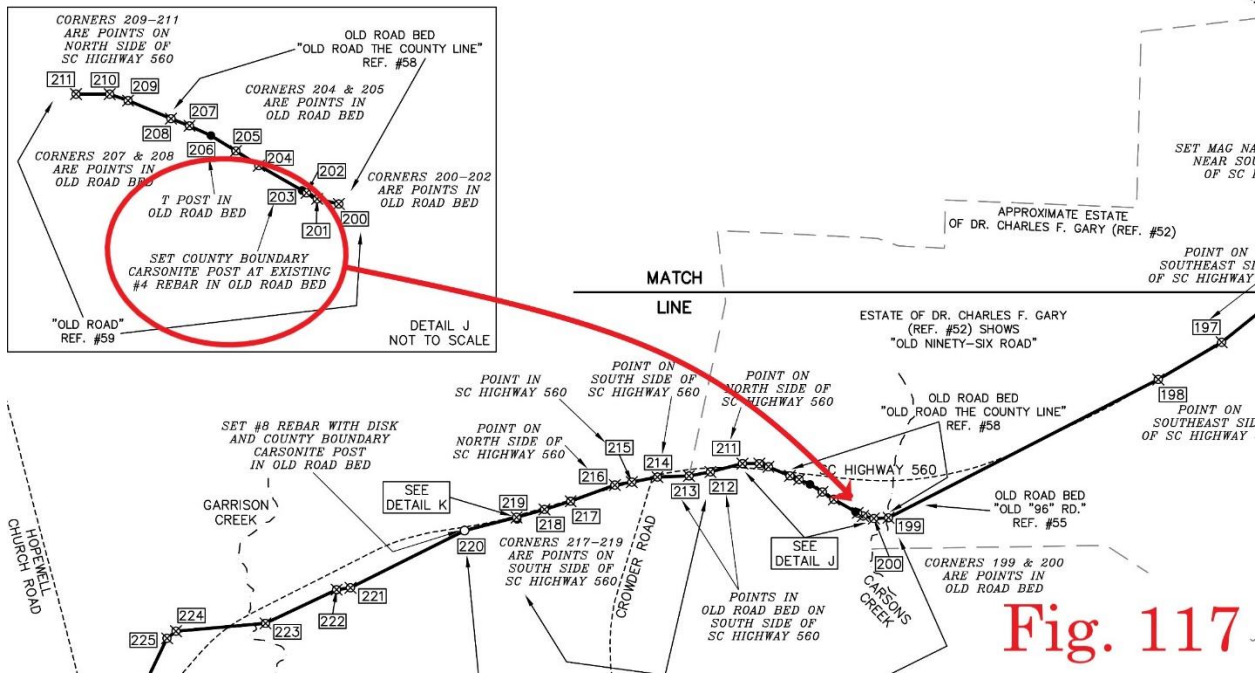 CORNERS 209-211
ARE POINTS ON
NORTH SIDE OF
SC HIGHWAY 560
OLD ROAD BED
"OLD ROAD THE COUNTY LINE"
REF. #58
211
210
209
CORNERS 204 & 205
ARE POINTS IN
OLD ROAD BED
207
208
205
206
204
CORNERS 207 & 208
ARE POINTS IN
OLD ROAD BED
202
203
CORNERS 200-202
ARE POINTS IN
OLD ROAD BED
T POST IN
OLD ROAD BED
200
201
SET COUNTY BOUNDARY
CARSONITE POST AT EXISTING
#4 REBAR IN OLD ROAD BED
"OLD ROAD"
REF. #59
DETAIL J
NOT TO SCALE
SET MAG
NEAR
OF SC
APPROXIMATE ESTATE
OF DR. CHARLES F. GARY (REF. #52)
MATCH
LINE
POINT ON
SOUTHEAST
OF SC HIGHWAY
197
ESTATE OF DR. CHARLES F. GARY
(REF. #52) SHOWS
"OLD NINETY-SIX ROAD"
198
POINT ON
SOUTHEAST
OF SC HIGHWAY
POINT IN
SC HIGHWAY 560
POINT ON
SOUTH SIDE OF
SC HIGHWAY 560
POINT ON
NORTH SIDE OF
SC HIGHWAY 560
OLD ROAD BED
"OLD ROAD THE COUNTY LINE"
REF. #58
SET #8 REBAR WITH DISK
AND COUNTY BOUNDARY
CARSONITE POST
IN OLD ROAD BED
POINT ON
NORTH SIDE OF
SC HIGHWAY 560
215
211
216
214
SC HIGHWAY 560
213
212
SEE
DETAIL K
219
218
217
GARRISON
CREEK
HOPEWELL
CHURCH ROAD
220
CORNERS 217-219
ARE POINTS ON
SOUTH SIDE OF
SC HIGHWAY 560
CROWDER ROAD
SEE
DETAIL J
199
200
OLD ROAD BED
"OLD "96" RD."
REF. #55
CORNERS 199 & 200
ARE POINTS IN
OLD ROAD BED
CARSONS
CREEK
POINTS IN
OLD ROAD BED ON
SOUTH SIDE OF
SC HIGHWAY 560
221
222
224
223
225
Fig. 117